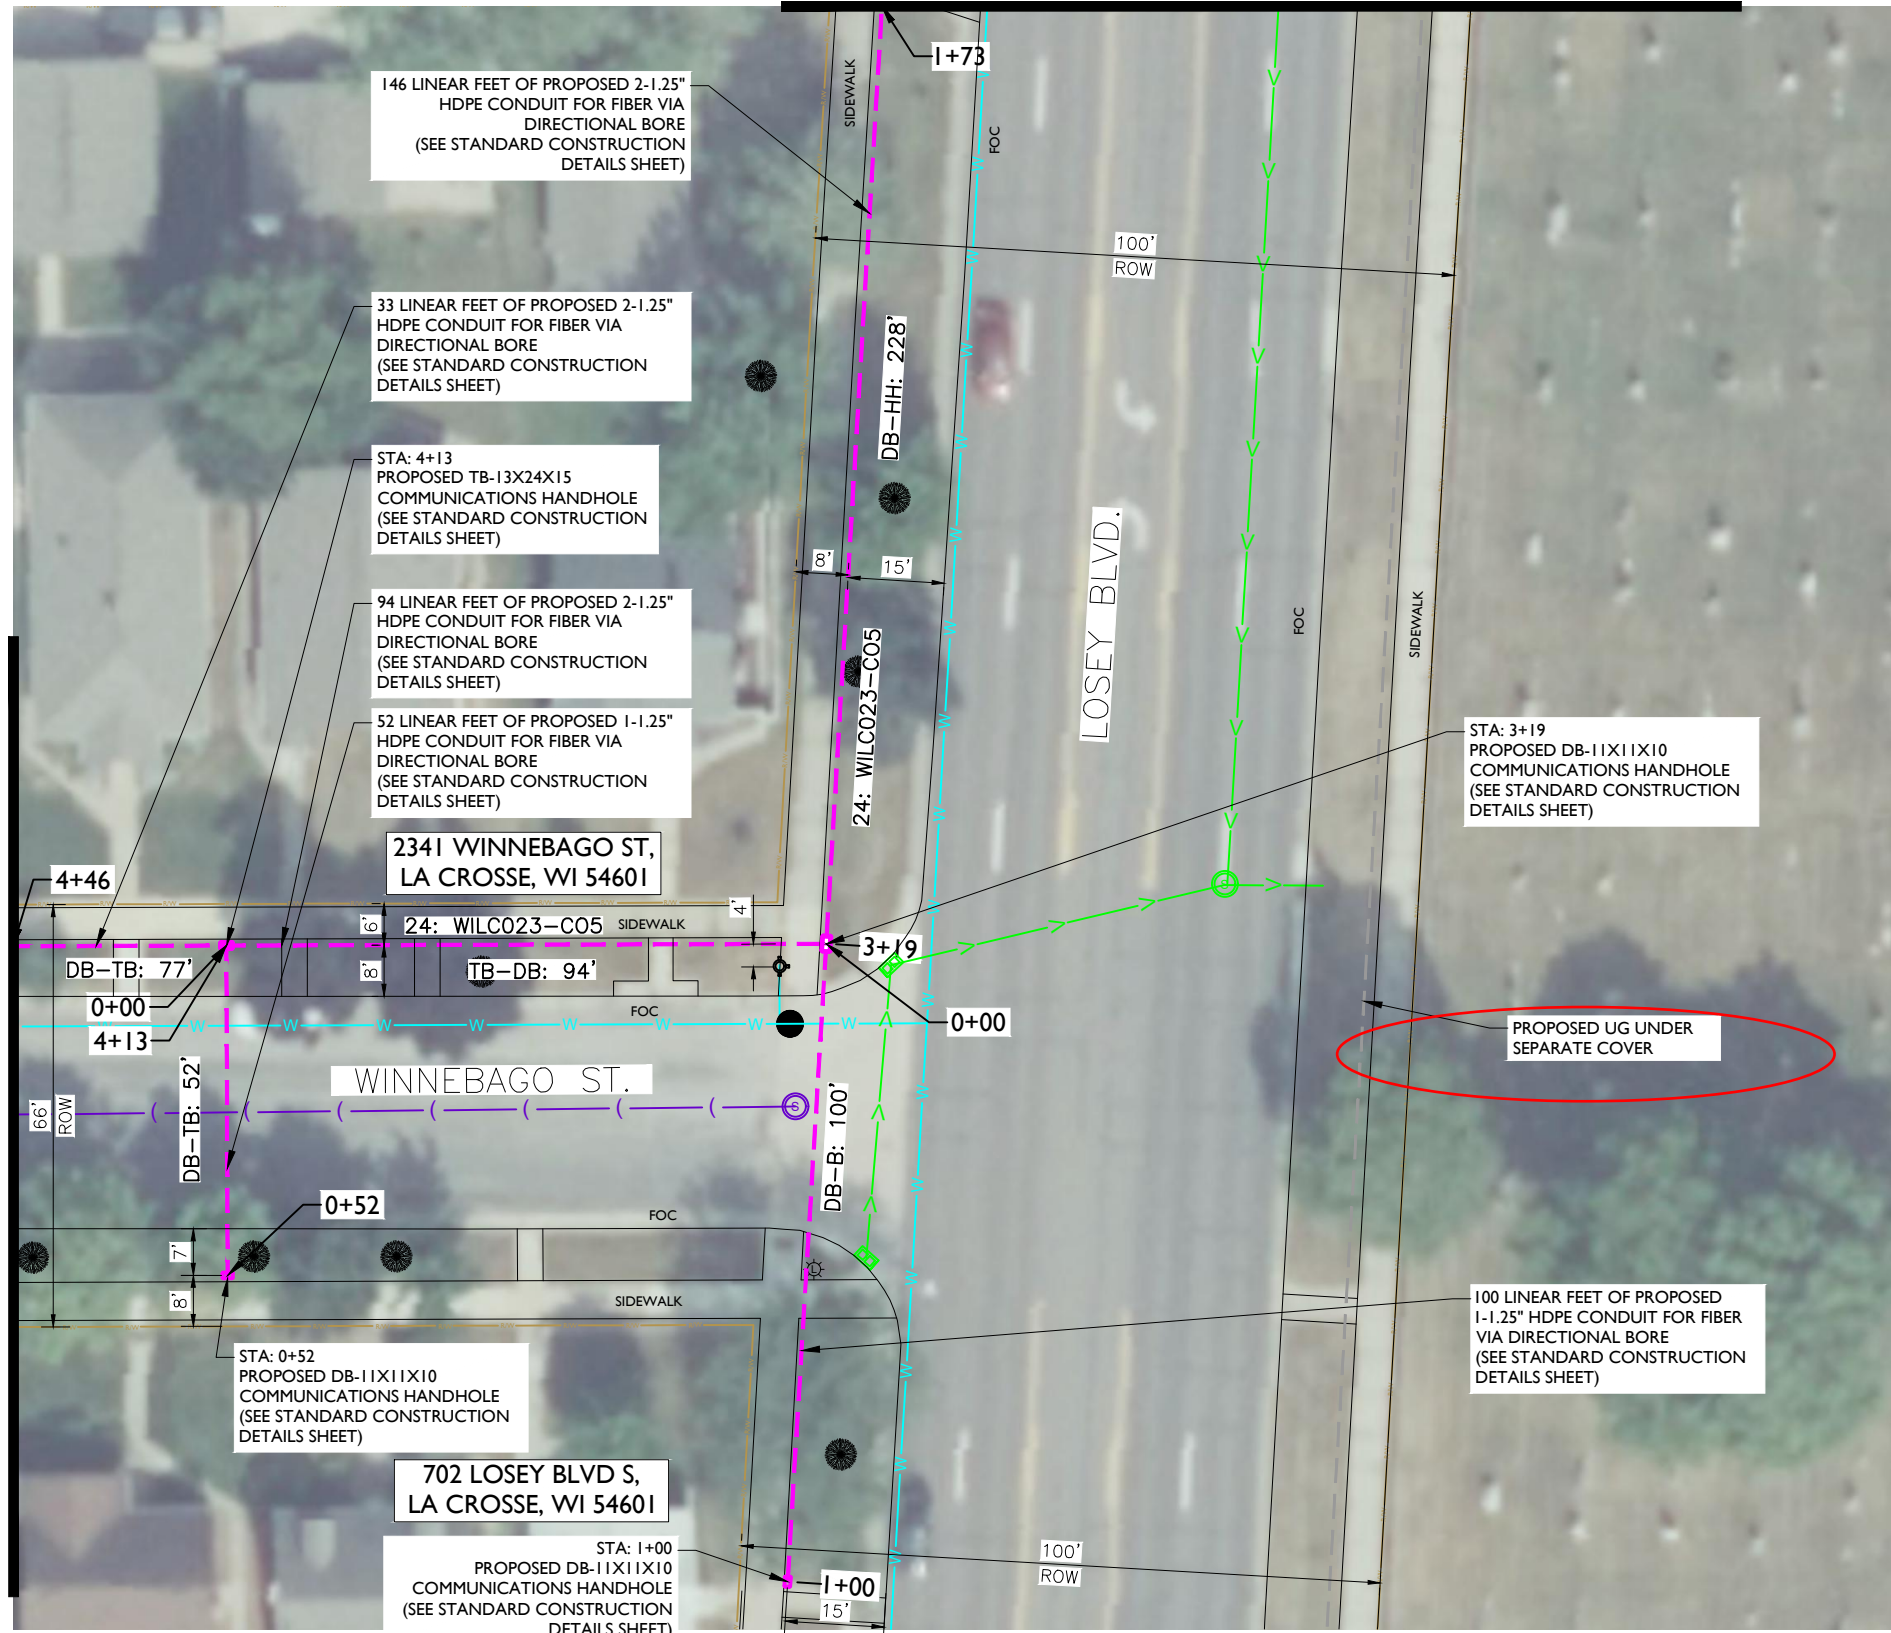 1+73
SIDEWALK
FOC
146 LINEAR FEET OF PROPOSED 2-1.25"
HDPE CONDUIT FOR FIBER VIA
DIRECTIONAL BORE
(SEE STANDARD CONSTRUCTION
DETAILS SHEET)
100'
ROW
33 LINEAR FEET OF PROPOSED 2-1.25"
HDPE CONDUIT FOR FIBER VIA
DIRECTIONAL BORE
(SEE STANDARD CONSTRUCTION
DETAILS SHEET)
DB-HH: 228'
STA: 4+13
PROPOSED TB-13X24X15
COMMUNICATIONS HANDHOLE
(SEE STANDARD CONSTRUCTION
DETAILS SHEET)
8'
15'
LOSEY BLVD.
94 LINEAR FEET OF PROPOSED 2-1.25"
HDPE CONDUIT FOR FIBER VIA
DIRECTIONAL BORE
(SEE STANDARD CONSTRUCTION
DETAILS SHEET)
24: WILC023-C05
FOC
SIDEWALK
52 LINEAR FEET OF PROPOSED 1-1.25"
HDPE CONDUIT FOR FIBER VIA
DIRECTIONAL BORE
(SEE STANDARD CONSTRUCTION
DETAILS SHEET)
STA: 3+19
PROPOSED DB-11X11X10
COMMUNICATIONS HANDHOLE
(SEE STANDARD CONSTRUCTION
DETAILS SHEET)
2341 WINNEBAGO ST,
LA CROSSE, WI 54601
4+46
6'
24: WILC023-C05
SIDEWALK
4'
3+19
DB-TB: 77'
8'
TB-DB: 94'
0+00
4+13
FOC
0+00
PROPOSED UG UNDER
SEPARATE COVER
WINNEBAGO ST.
66'
ROW
DB-TB: 52'
DB-B: 100'
S
S
0+52
FOC
7'
8'
L
SIDEWALK
100 LINEAR FEET OF PROPOSED
1-1.25" HDPE CONDUIT FOR FIBER
VIA DIRECTIONAL BORE
(SEE STANDARD CONSTRUCTION
DETAILS SHEET)
STA: 0+52
PROPOSED DB-11X11X10
COMMUNICATIONS HANDHOLE
(SEE STANDARD CONSTRUCTION
DETAILS SHEET)
702 LOSEY BLVD S,
LA CROSSE, WI 54601
STA: 1+00
PROPOSED DB-11X11X10
COMMUNICATIONS HANDHOLE
(SEE STANDARD CONSTRUCTION
DETAILS SHEET)
1+00
15'
100'
ROW